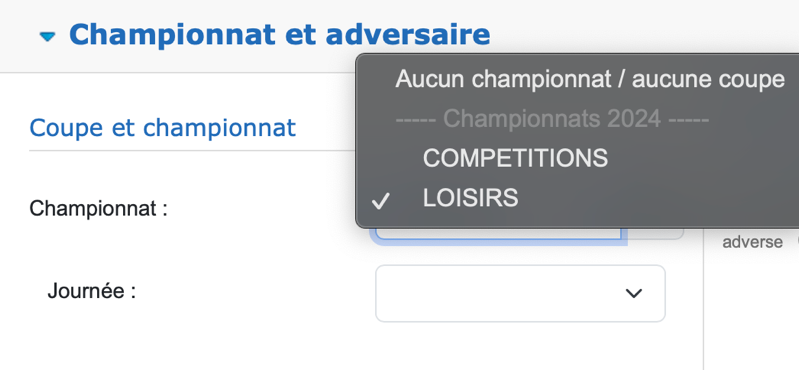 Championnat et adversaire
Aucun championnat / aucune coupe
----- Championnats 2024 -----
COMPETITIONS
LOISIRS
Coupe et championnat
Championnat :
adverse
Journée :